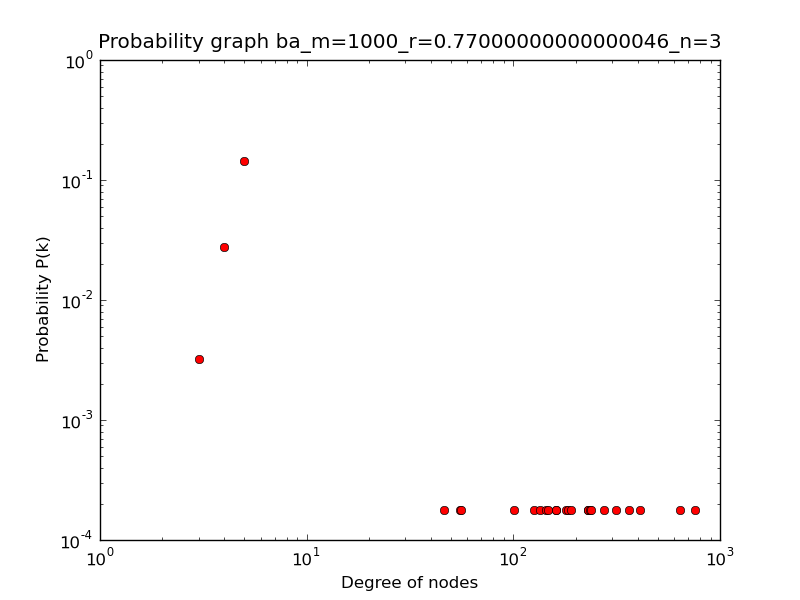 Probability graph ba_m=1000_r=0.77000000000000046_n=3
10^0
10^-1
10^-2
10^-3
10^-4
Probability P(k)
10^0 10^1 10^2 10^3
Degree of nodes